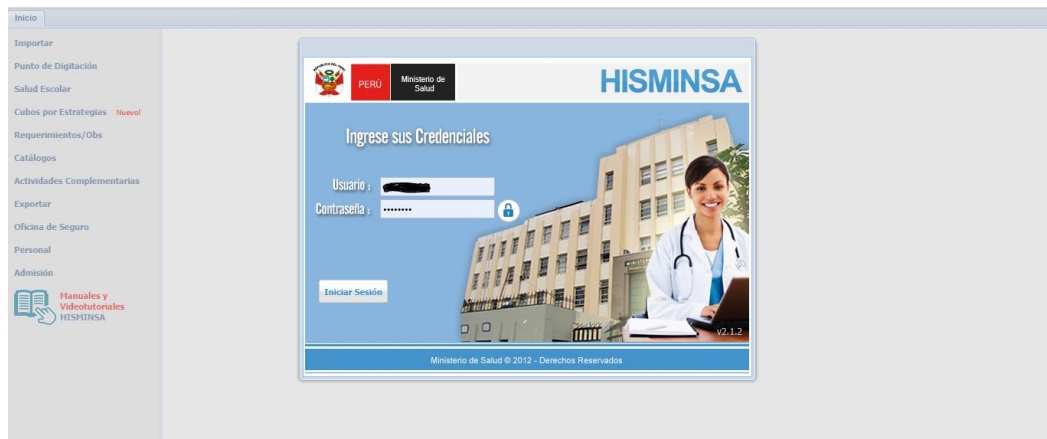 Inicio
Importar
Punto de Digitación
Salud Escolar
Cubos por Estrategias Nuevo!
Requerimientos/Obs
Catálogos
Actividades Complementarias
Exportar
Oficina de Seguro
Personal
Admisión
Manuales y
Videotutoriales
HISMINSA
PERÚ
Ministerio de
Salud
HISMINSA
Ingrese sus Credenciales
Usuario :
Contraseña :
Iniciar Sesión
v2.1.2
Ministerio de Salud © 2012 - Derechos Reservados